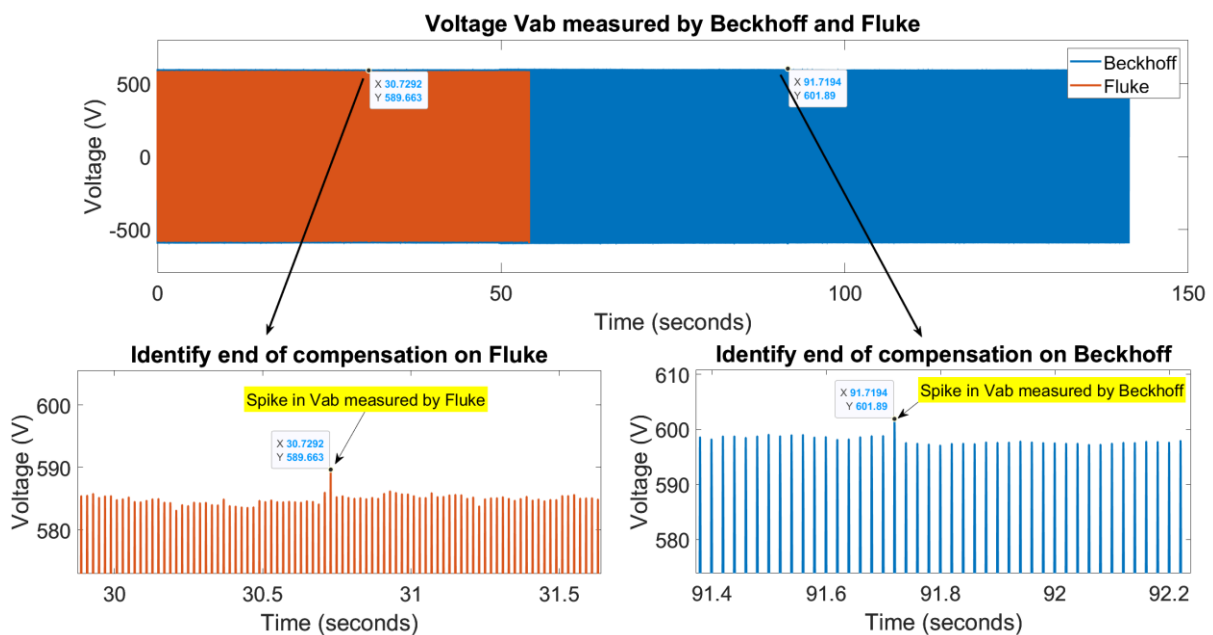 Voltage Vab measured by Beckhoff and Fluke
Voltage (V)
500
0
-500
X 30.7292
Y 589.663
X 91.7194
Y 601.89
Beckhoff
Fluke
0 50 100 150
Time (seconds)
Identify end of compensation on Fluke
Voltage (V)
600
590
580
Spike in Vab measured by Fluke
X 30.7292
Y 589.663
30 30.5 31 31.5
Time (seconds)
Identify end of compensation on Beckhoff
Voltage (V)
610
600
590
580
X 91.7194
Y 601.89
Spike in Vab measured by Beckhoff
91.4 91.6 91.8 92 92.2
Time (seconds)